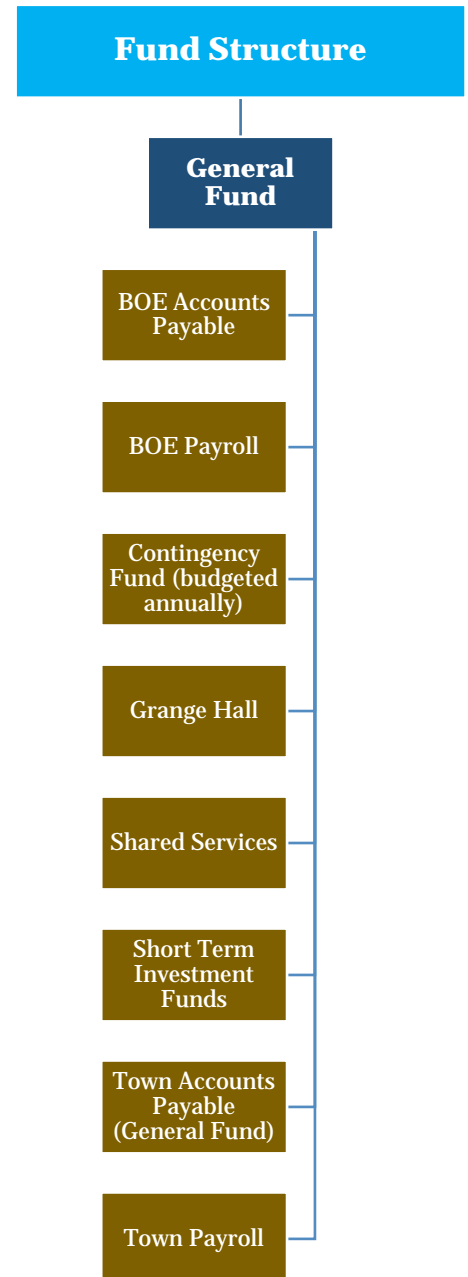 Fund Structure
General
Fund
BOE Accounts
Payable
BOE Payroll
Contingency
Fund (budgeted
annually)
Grange Hall
Shared Services
Short Term
Investment
Funds
Town Accounts
Payable
(General Fund)
Town Payroll